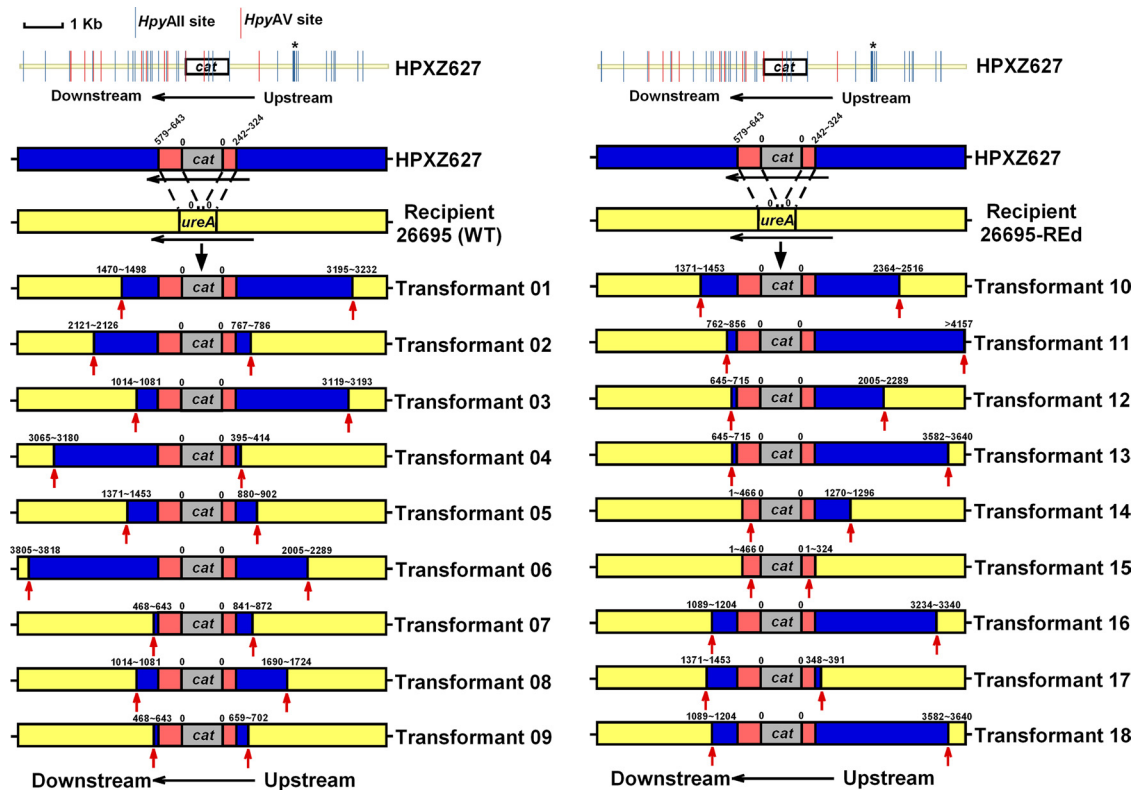 1 Kb
HpyAII site
HpyAV site
*
cat
HPXZ627
Downstream
Upstream
579~643
0
0
242~324
cat
HPXZ627
0
0
ureA
Recipient
26695 (WT)
1470~1498
0
0
3195~3232
cat
Transformant 01
2121~2126
0
0
767~786
cat
Transformant 02
1014~1081
0
0
3119~3193
cat
Transformant 03
3065~3180
0
0
395~414
cat
Transformant 04
1371~1453
0
0
880~902
cat
Transformant 05
3805~3818
0
0
2005~2289
cat
Transformant 06
468~643
0
0
841~872
cat
Transformant 07
1014~1081
0
0
1690~1724
cat
Transformant 08
468~643
0
0
659~702
cat
Transformant 09
Downstream
Upstream
*
cat
HPXZ627
Downstream
Upstream
579~643
0
0
242~324
cat
HPXZ627
0
0
ureA
Recipient
26695-REd
1371~1453
0
0
2364~2516
cat
Transformant 10
762~856
0
0
>4157
cat
Transformant 11
645~715
0
0
2005~2289
cat
Transformant 12
645~715
0
0
3582~3640
cat
Transformant 13
1~466
0
0
1270~1296
cat
Transformant 14
1~466
0
0
1~324
cat
Transformant 15
1089~1204
0
0
3234~3340
cat
Transformant 16
1371~1453
0
0
348~391
cat
Transformant 17
1089~1204
0
0
3582~3640
cat
Transformant 18
Downstream
Upstream